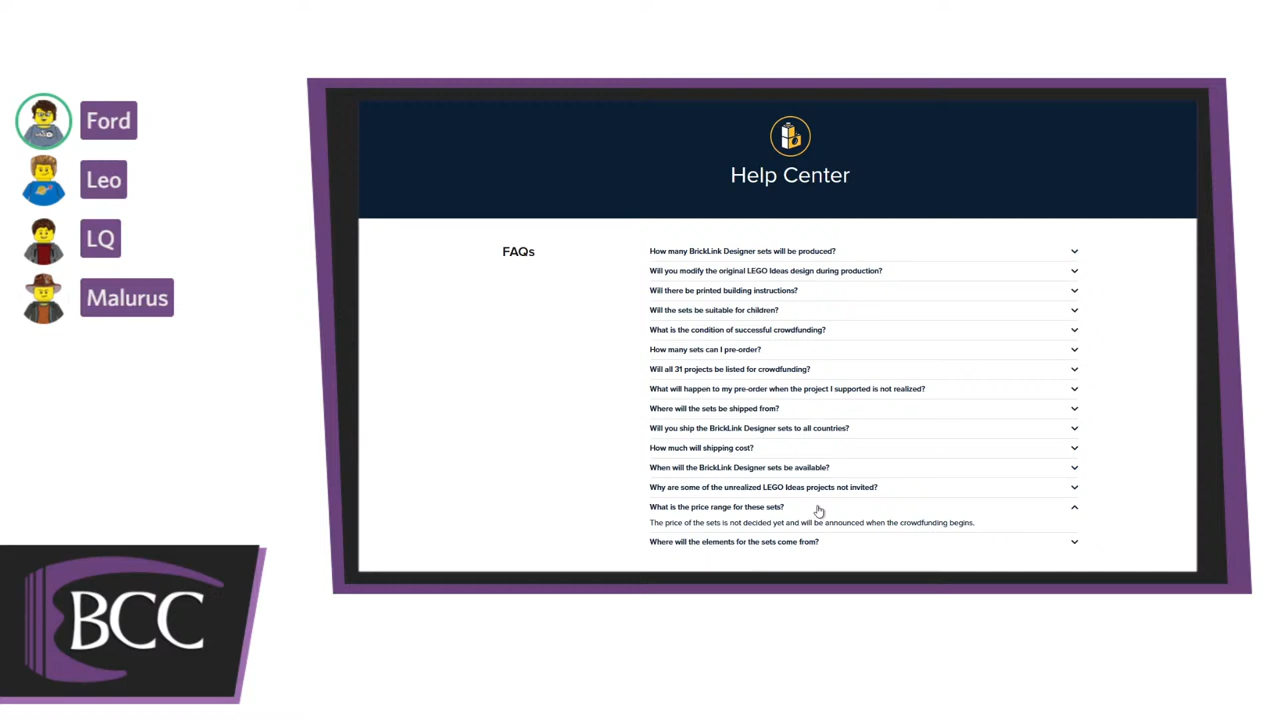 Ford
Leo
LQ
Malurus
BCC
Help Center
FAQs
How many BrickLink Designer sets will be produced?
Will you modify the original LEGO Ideas design during production?
Will there be printed building instructions?
Will the sets be suitable for children?
What is the condition of successful crowdfunding?
How many sets can I pre-order?
Will all 31 projects be listed for crowdfunding?
What will happen to my pre-order when the project I supported is not realized?
Where will the sets be shipped from?
Will you ship the BrickLink Designer sets to all countries?
How much will shipping cost?
When will the BrickLink Designer sets be available?
Why are some of the unrealized LEGO Ideas projects not invited?
What is the price range for these sets?
The price of the sets is not decided yet and will be announced when the crowdfunding begins.
Where will the elements for the sets come from?